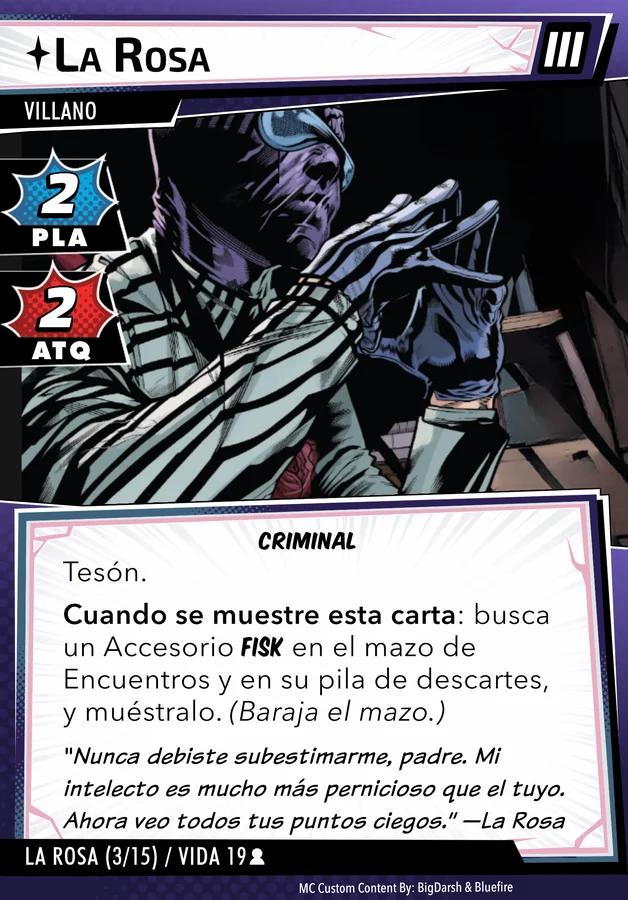 La Rosa
III
VILLANO
2
PLA
2
ATQ
CRIMINAL
Tesón.
Cuando se muestre esta carta: busca
un Accesorio FISK en el mazo de
Encuentros y en su pila de descartes,
y muéstralo. (Baraja el mazo.)
"Nunca debiste subestimarme, padre. Mi
intelecto es mucho más pernicioso que el tuyo.
Ahora veo todos tus puntos ciegos." —La Rosa
LA ROSA (3/15) / VIDA 19
MC Custom Content By: BigDarsh & Bluefire